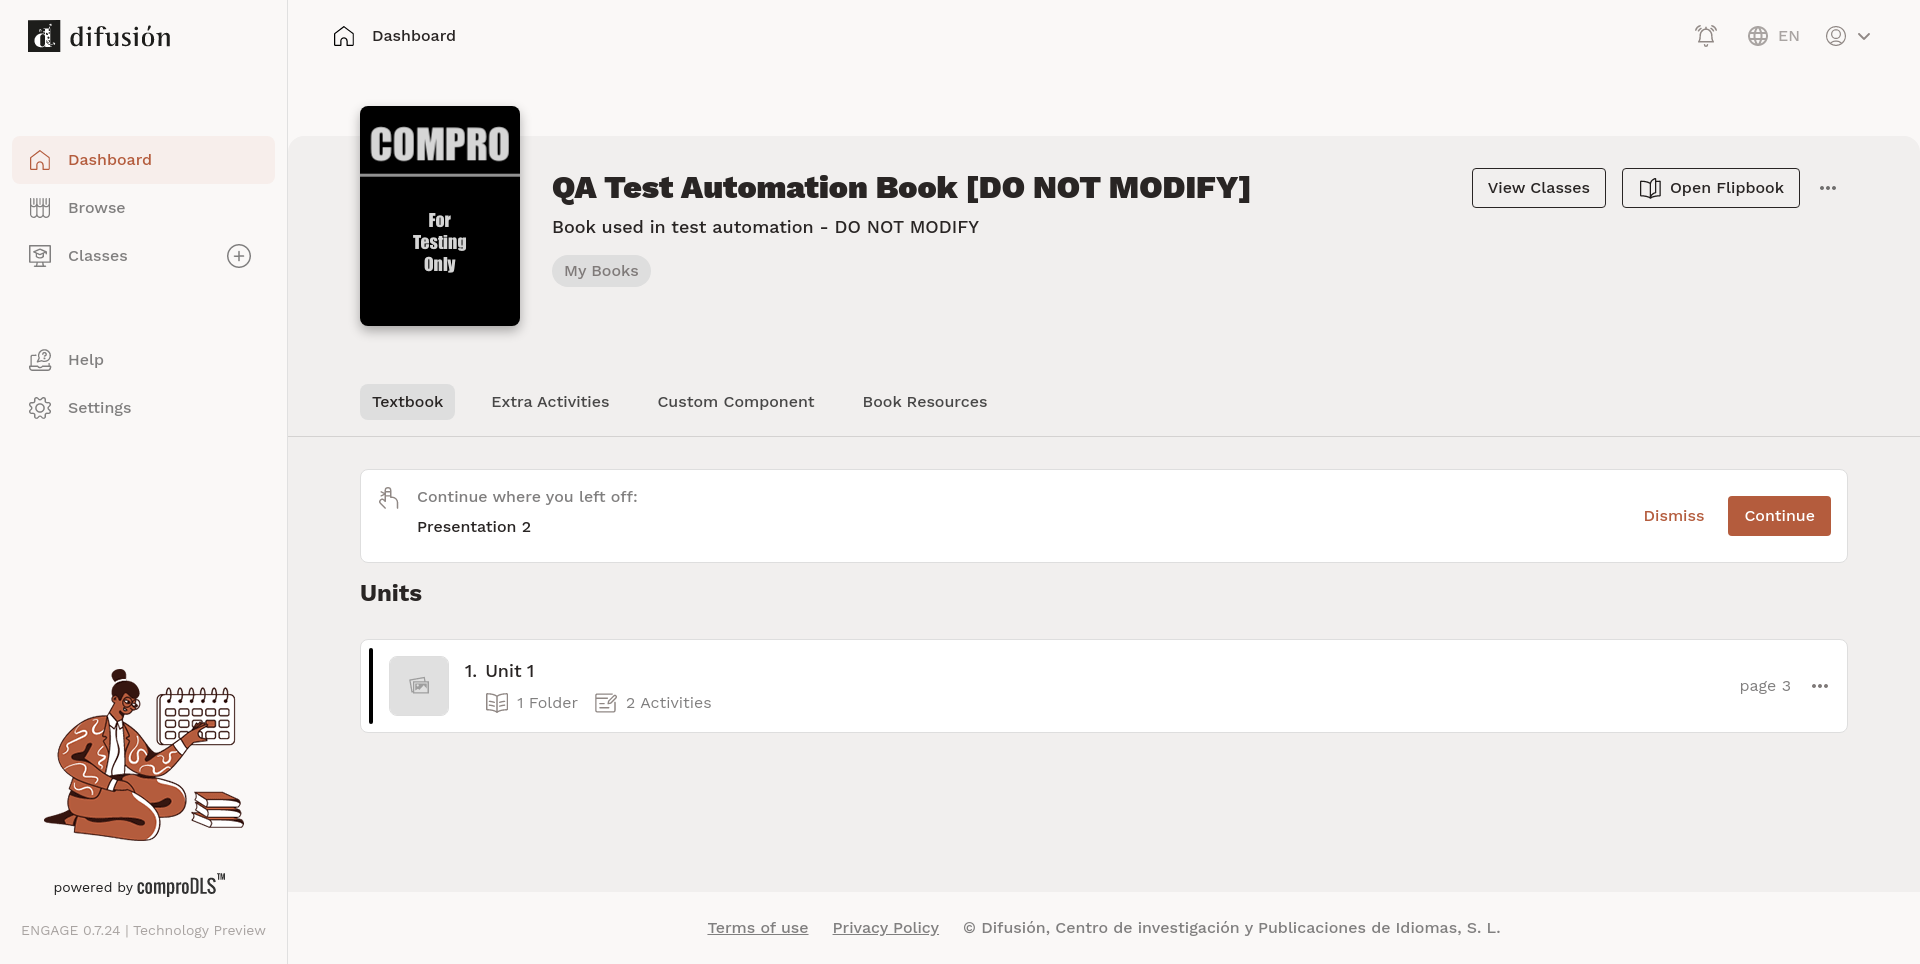 difusión
Dashboard
EN
Dashboard
Browse
Classes
Help
Settings
COMPRO
For
Testing
Only
QA Test Automation Book [DO NOT MODIFY]
Book used in test automation - DO NOT MODIFY
My Books
View Classes
Open Flipbook
Textbook
Extra Activities
Custom Component
Book Resources
Continue where you left off:
Presentation 2
Dismiss
Continue
Units
1. Unit 1
1 Folder
2 Activities
page 3
powered by comproDLS™
ENGAGE 0.7.24 | Technology Preview
Terms of use
Privacy Policy
© Difusión, Centro de investigación y Publicaciones de Idiomas, S. L.